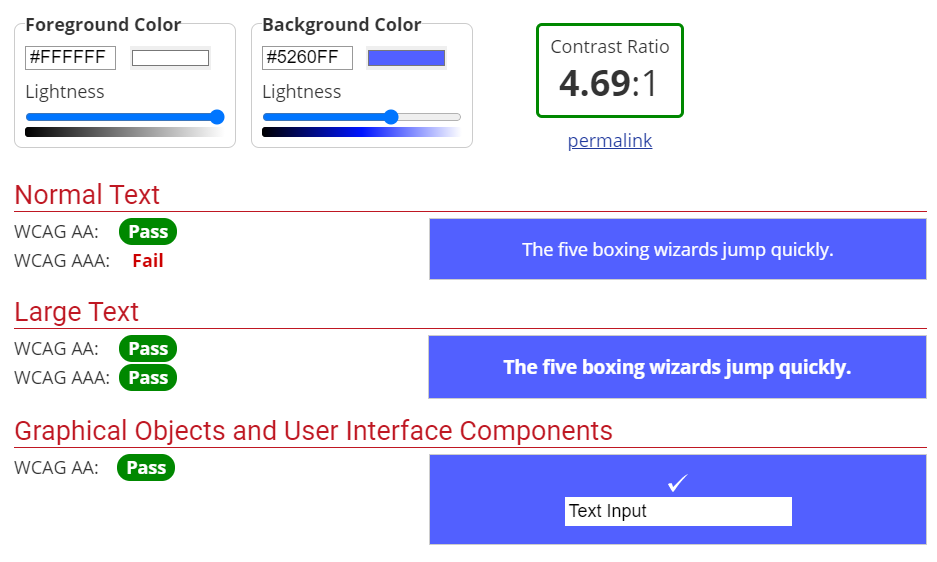 Foreground Color
#FFFFFF
Lightness
Background Color
#5260FF
Lightness
Contrast Ratio
4.69:1
permalink
Normal Text
WCAG AA: Pass
WCAG AAA: Fail
The five boxing wizards jump quickly.
Large Text
WCAG AA: Pass
WCAG AAA: Pass
The five boxing wizards jump quickly.
Graphical Objects and User Interface Components
WCAG AA: Pass
✓
Text Input